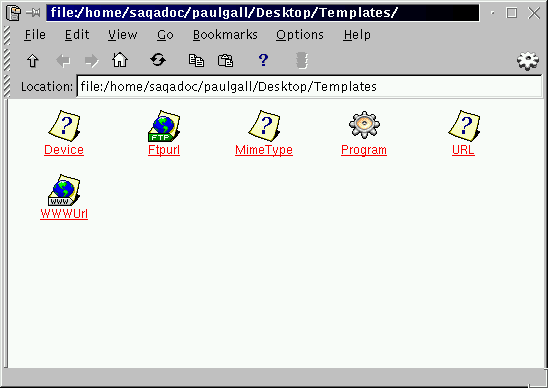 file:/home/saqadoc/paulgall/Desktop/Templates/
File Edit View Go Bookmarks Options Help
?
Location: file:/home/saqadoc/paulgall/Desktop/Templates
? FTP ? ?
Device Ftpurl MimeType Program URL
WWW
WWWUrl